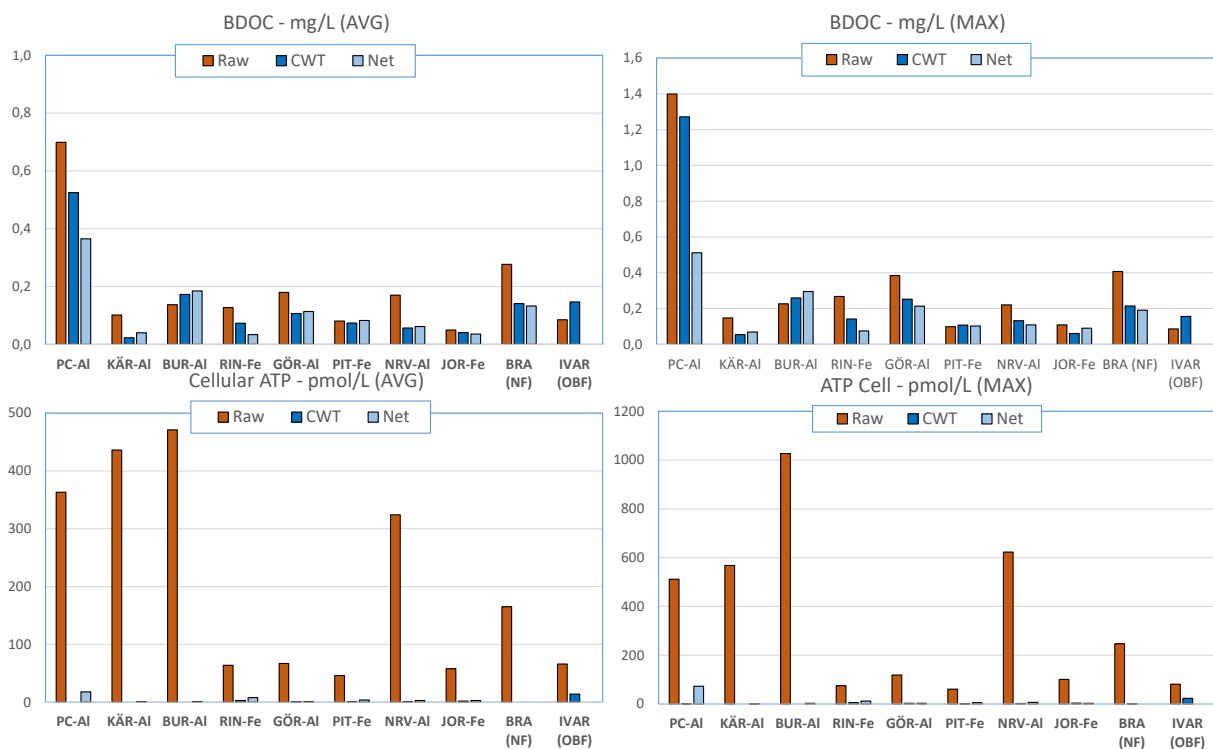 BDOC - mg/L (AVG)
Raw CWT Net
1,0
0,8
0,6
0,4
0,2
0,0
PC-Al KÄR-Al BUR-Al RIN-Fe GÖR-Al PIT-Fe NRV-Al JOR-Fe BRA IVAR
(NF) (OBF)
BDOC - mg/L (MAX)
Raw CWT Net
1,6
1,4
1,2
1,0
0,8
0,6
0,4
0,2
0,0
PC-Al KÄR-Al BUR-Al RIN-Fe GÖR-Al PIT-Fe NRV-Al JOR-Fe BRA (NF) IVAR
(OBF)
Cellular ATP - pmol/L (AVG)
Raw CWT Net
500
400
300
200
100
0
PC-Al KÄR-Al BUR-Al RIN-Fe GÖR-Al PIT-Fe NRV-Al JOR-Fe BRA IVAR
(NF) (OBF)
ATP Cell - pmol/L (MAX)
Raw CWT Net
1200
1000
800
600
400
200
0
PC-Al KÄR-Al BUR-Al RIN-Fe GÖR-Al PIT-Fe NRV-Al JOR-Fe BRA IVAR
(NF) (OBF)